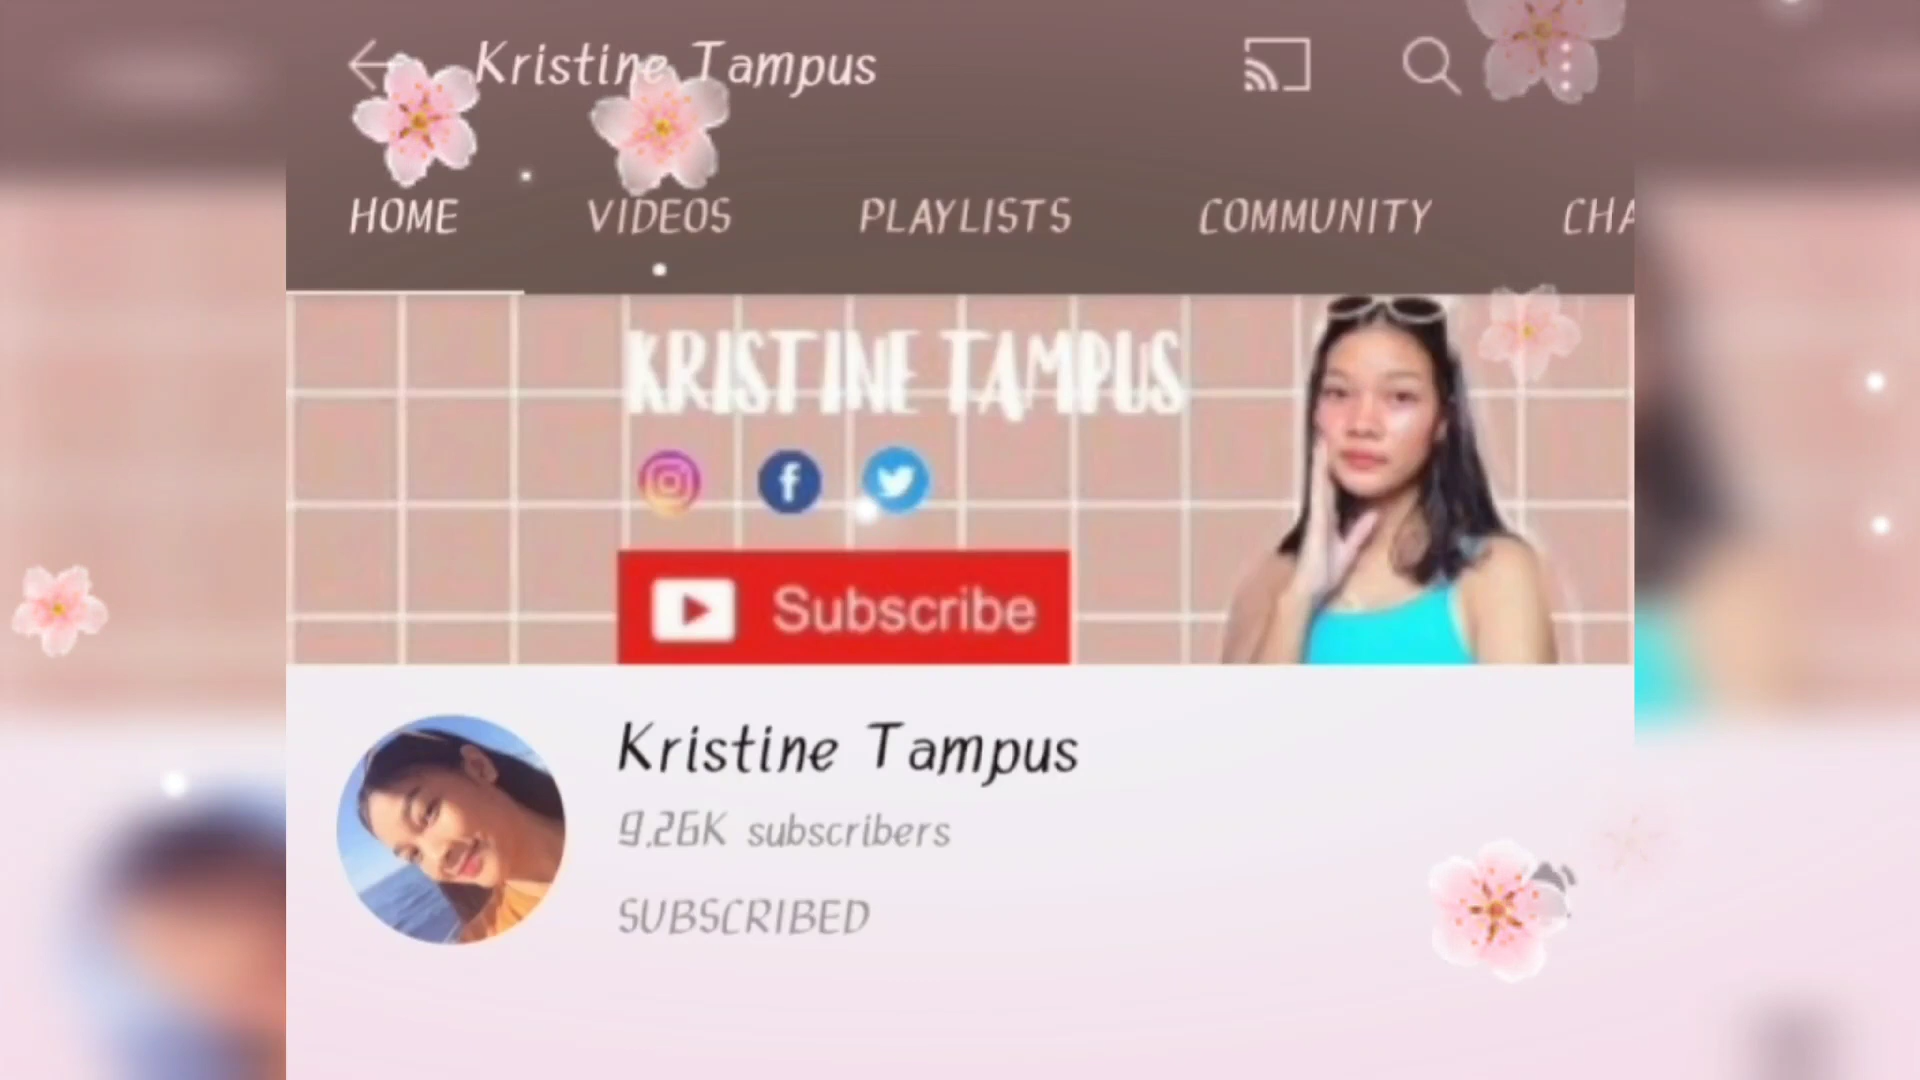 Kristine Tampus
HOME VIDEOS PLAYLISTS COMMUNITY CHA
KRISTINE TAMPUS
Subscribe
Kristine Tampus
9.26K subscribers
SUBSCRIBED